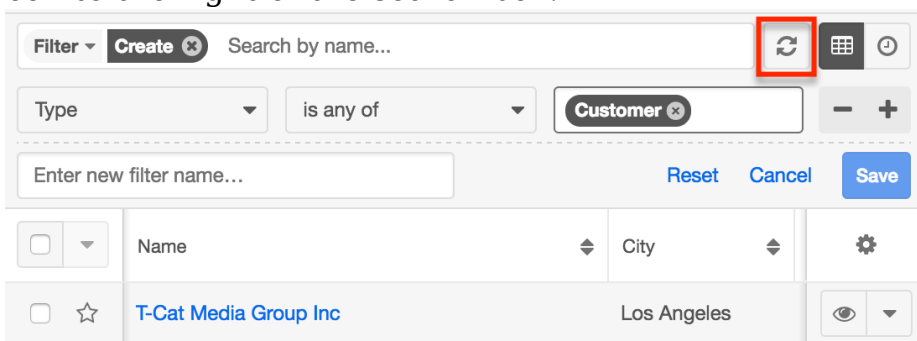 Filter Create Search by name...
Type is any of Customer
Enter new filter name... Reset Cancel Save
Name City
T-Cat Media Group Inc Los Angeles